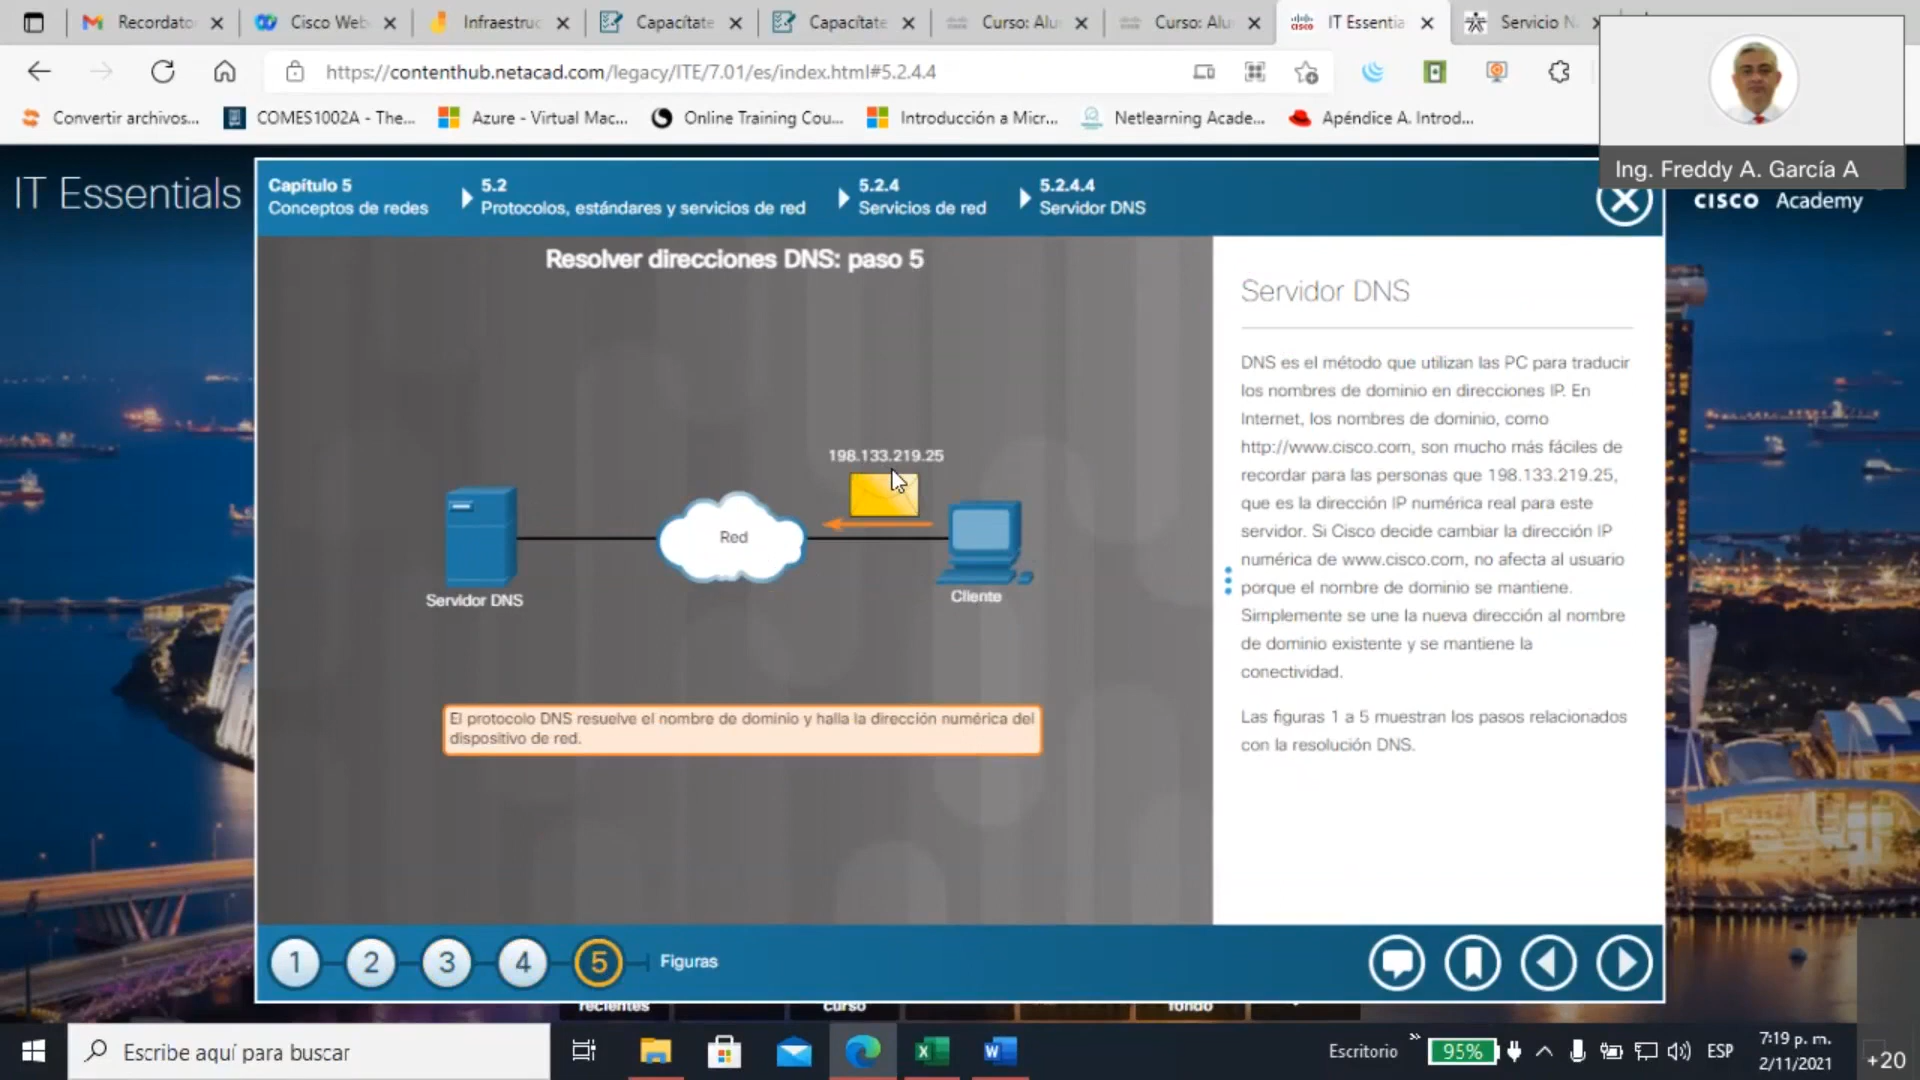 Recordator
Cisco Web
Infraestruc
Capacítate
Capacítate
Curso: Alu
Curso: Alu
IT Essentia
Servicio N
https://contenthub.netacad.com/legacy/ITE/7.01/es/index.html#5.2.4.4
Convertir archivos...
COMES1002A - The...
Azure - Virtual Mac...
Online Training Cou...
Introducción a Micr...
Netlearning Acade...
Apéndice A. Introd...
Ing. Freddy A. García A
IT Essentials
Capítulo 5
Conceptos de redes
5.2
Protocolos, estándares y servicios de red
5.2.4
Servicios de red
5.2.4.4
Servidor DNS
CISCO Academy
Resolver direcciones DNS: paso 5
198.133.219.25
Red
Servidor DNS
Cliente
El protocolo DNS resuelve el nombre de dominio y halla la dirección numérica del
dispositivo de red.
Servidor DNS
DNS es el método que utilizan las PC para traducir
los nombres de dominio en direcciones IP. En
Internet, los nombres de dominio, como
http://www.cisco.com, son mucho más fáciles de
recordar para las personas que 198.133.219.25,
que es la dirección IP numérica real para este
servidor. Si Cisco decide cambiar la dirección IP
numérica de www.cisco.com, no afecta al usuario
porque el nombre de dominio se mantiene.
Simplemente se une la nueva dirección al nombre
de dominio existente y se mantiene la
conectividad.
Las figuras 1 a 5 muestran los pasos relacionados
con la resolución DNS.
1 2 3 4 5 Figuras
recientes
curso
fondo
Escribe aquí para buscar
Escritorio
95%
ESP
7:19 p. m.
2/11/2021
+20